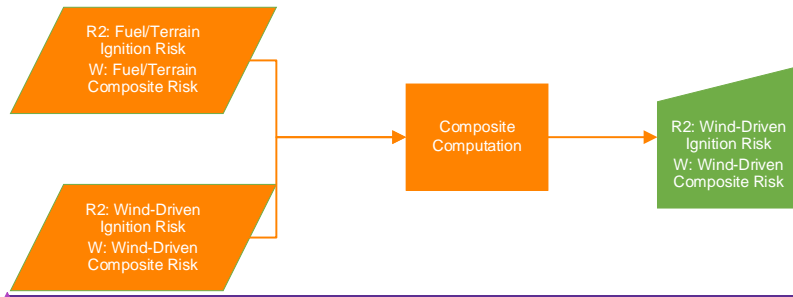 R2: Fuel/Terrain
Ignition Risk
W: Fuel/Terrain
Composite Risk
R2: Wind-Driven
Ignition Risk
W: Wind-Driven
Composite Risk
Composite
Computation
R2: Wind-Driven
Ignition Risk
W: Wind-Driven
Composite Risk